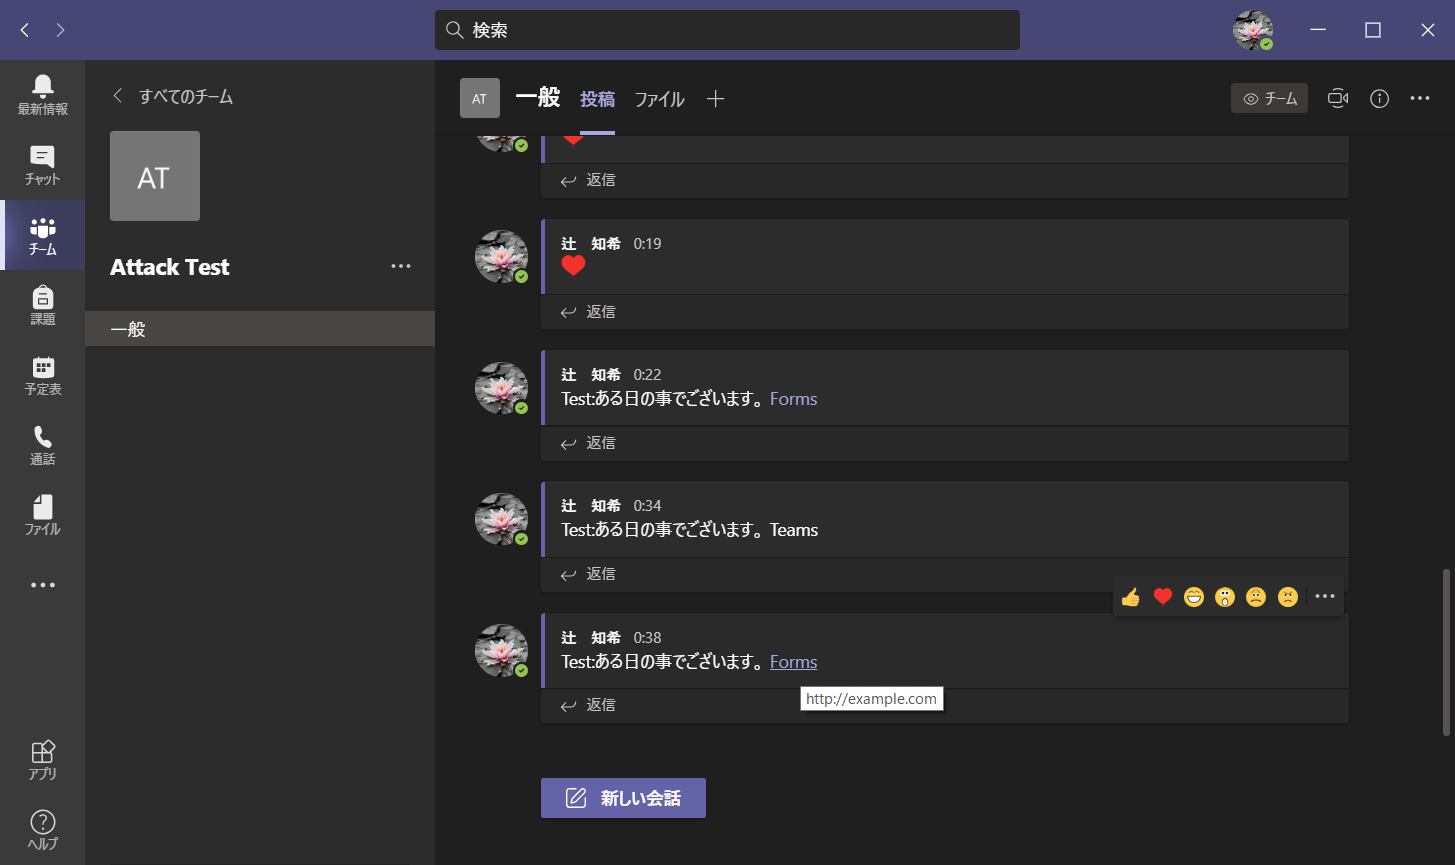 検索
最新情報
チャット
チーム
課題
予定表
通話
ファイル
アプリ
ヘルプ
すべてのチーム
AT
Attack Test
一般
AT
一般
投稿
ファイル
チーム
返信
辻 知希 0:19
返信
辻 知希 0:22
Test:ある日の事でございます。Forms
返信
辻 知希 0:34
Test:ある日の事でございます。Teams
返信
辻 知希 0:38
Test:ある日の事でございます。Forms
http://example.com
返信
新しい会話